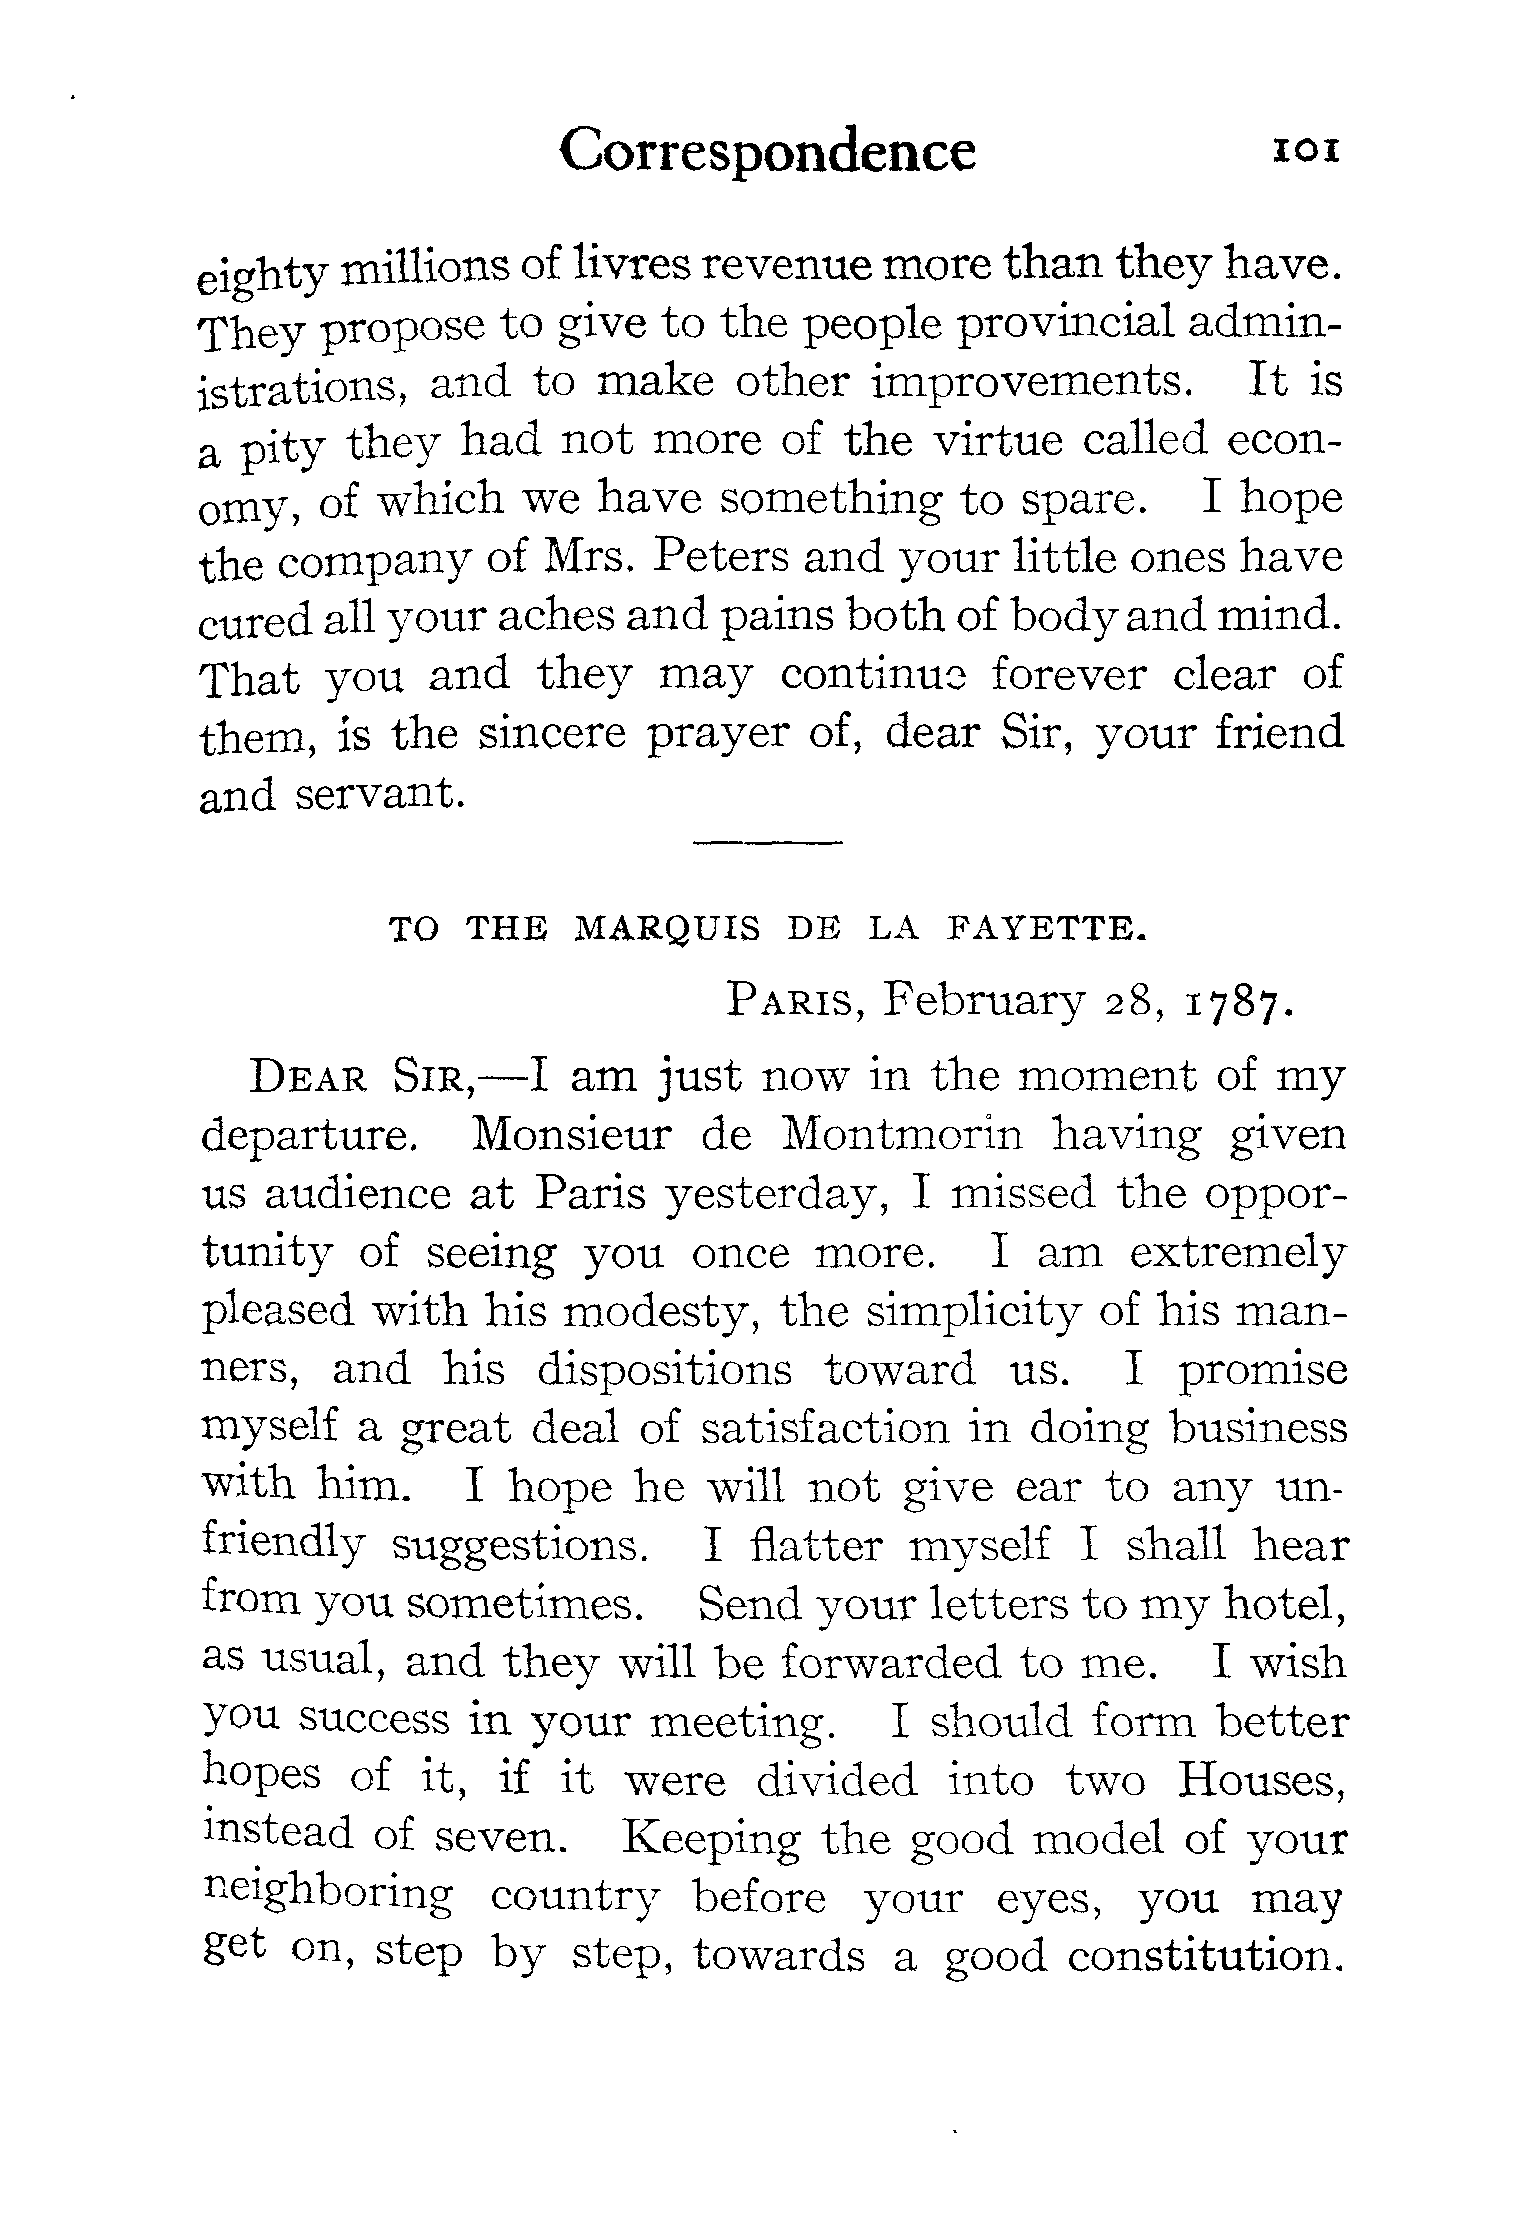 Correspondence 101
eighty millions of livres revenue more than they have.
They propose to give to the people provincial admin-
istrations, and to make other improvements. It is
a pity they had not more of the virtue called econ-
omy, of which we have something to spare. I hope
the company of Mrs. Peters and your little ones have
cured all your aches and pains both of body and mind.
That you and they may continue forever clear of
them, is the sincere prayer of, dear Sir, your friend
and servant.
TO THE MARQUIS DE LA FAYETTE.
PARIS, February 28, 1787.
DEAR SIR,—I am just now in the moment of my
departure. Monsieur de Montmorin having given
us audience at Paris yesterday, I missed the oppor-
tunity of seeing you once more. I am extremely
pleased with his modesty, the simplicity of his man-
ners, and his dispositions toward us. I promise
myself a great deal of satisfaction in doing business
with him. I hope he will not give ear to any un-
friendly suggestions. I flatter myself I shall hear
from you sometimes. Send your letters to my hotel,
as usual, and they will be forwarded to me. I wish
you success in your meeting. I should form better
hopes of it, if it were divided into two Houses,
instead of seven. Keeping the good model of your
neighboring country before your eyes, you may
get on, step by step, towards a good constitution.